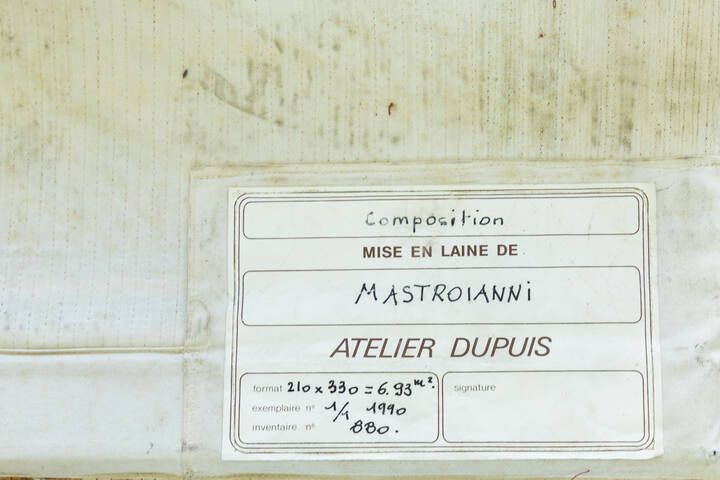 Composition
MISE EN LAINE DE
MASTROIANNI
ATELIER DUPUIS
format 210 x 330 = 6.93 m².
exemplaire n° 1/1 1990
inventaire n° 880.
signature